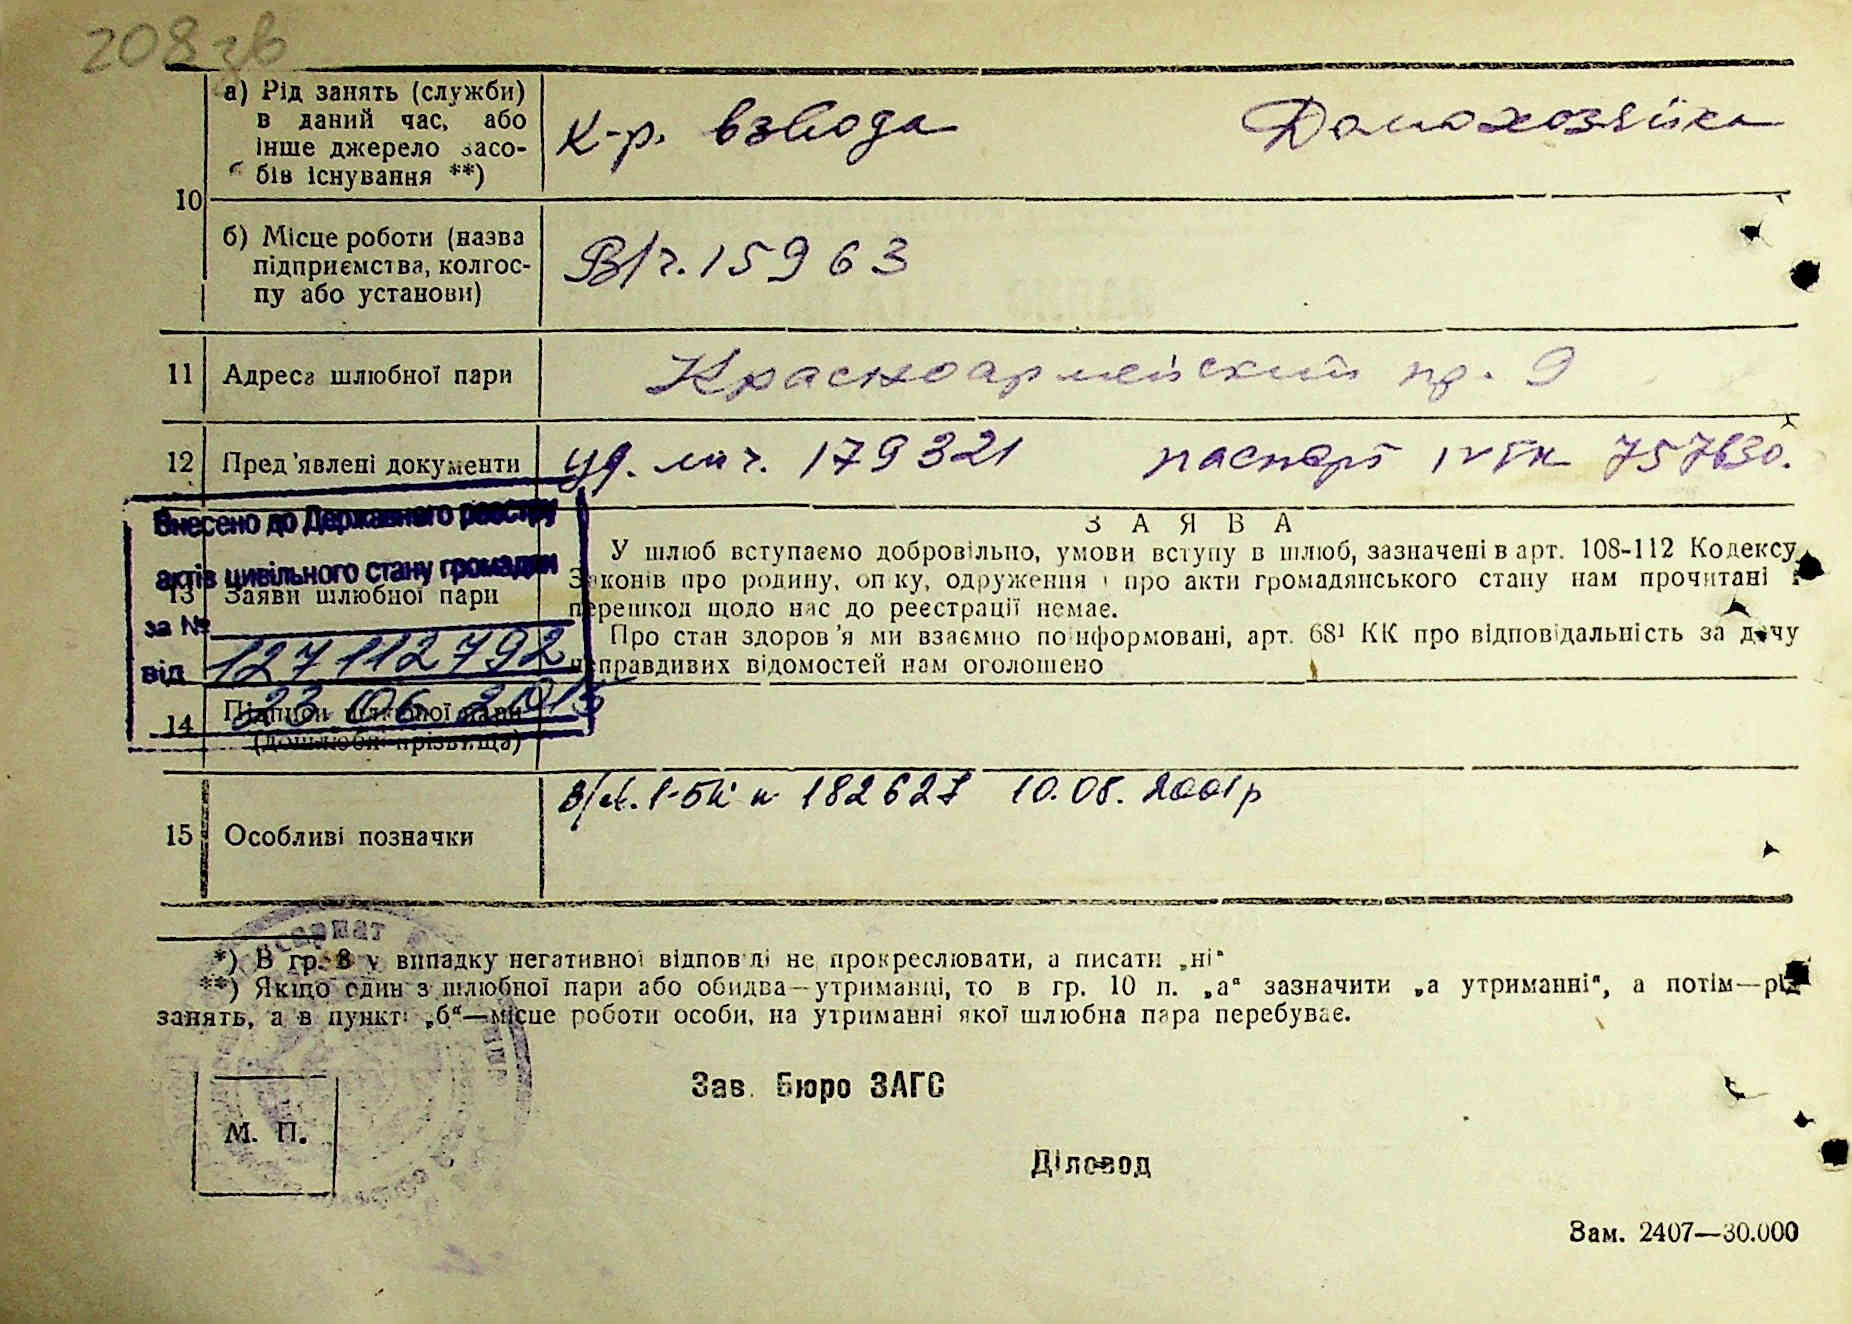 208 зв
10
а) Рід занять (служби)
в даний час, або
інше джерело засо-
бів існування **)
К-р. взвода
Домохозяйка
б) Місце роботи (назва
підприємства, колгос-
пу або установи)
В/ч. 15963
11 Адреса шлюбної пари
Красноармейский пр. 9
12 Пред'явлені документи
уд. лич. 179321 паспорт 757630.
Внесено до Державного реєстру
актів цивільного стану громадян
за №
127112792
від 23 06 2015
13 Заяви шлюбної пари
ЗАЯВА
У шлюб вступаємо добровільно, умови вступу в шлюб, зазначені в арт. 108-112 Кодексу
Законів про родину, опіку, одруження і про акти громадянського стану нам прочитані і
перешкод щодо нас до реєстрації немає.
Про стан здоров'я ми взаємно поінформовані, арт. 68¹ КК про відповідальність за дачу
неправдивих відомостей нам оголошено
14 Підписи шлюбної пари
(дошлюбні прізвища)
15 Особливі позначки
182627 10.08.2001р
*) В гр. 8 у випадку негативної відповіді не прокреслювати, а писати „ні"
**) Якщо один з шлюбної пари або обидва—утриманці, то в гр. 10 п. „а" зазначити „а утриманні", а потім—рід
занять, а в пункті „б"—місце роботи особи, на утриманні якої шлюбна пара перебуває.
Зав. Бюро ЗАГС
М. П.
Діловод
Зам. 2407—30.000